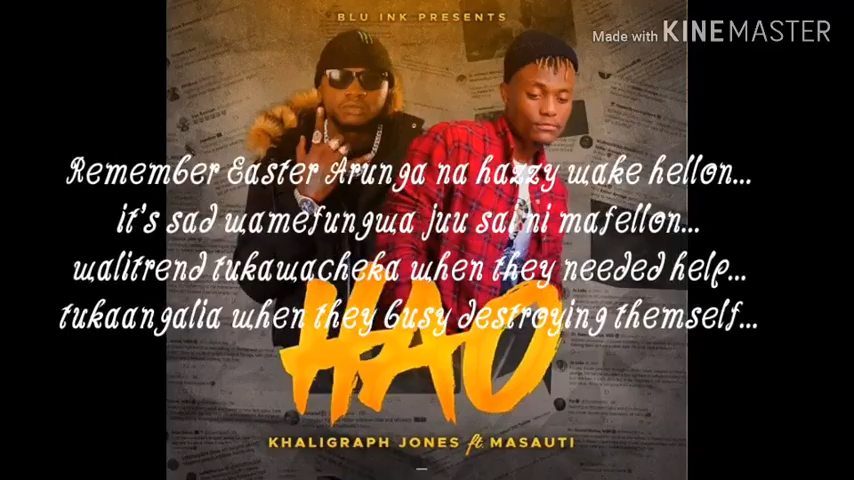 BLU INK PRESENTS
Made with KINEMASTER
Remember Easter Arunga na hazzy wake hellon...
it's sad wamefungwa juu sai ni mafellon...
walitrend tukawacheka when they needed help...
tukaangalia when they busy destroying themself...
HAO
KHALIGRAPH JONES ft. MASAUTI